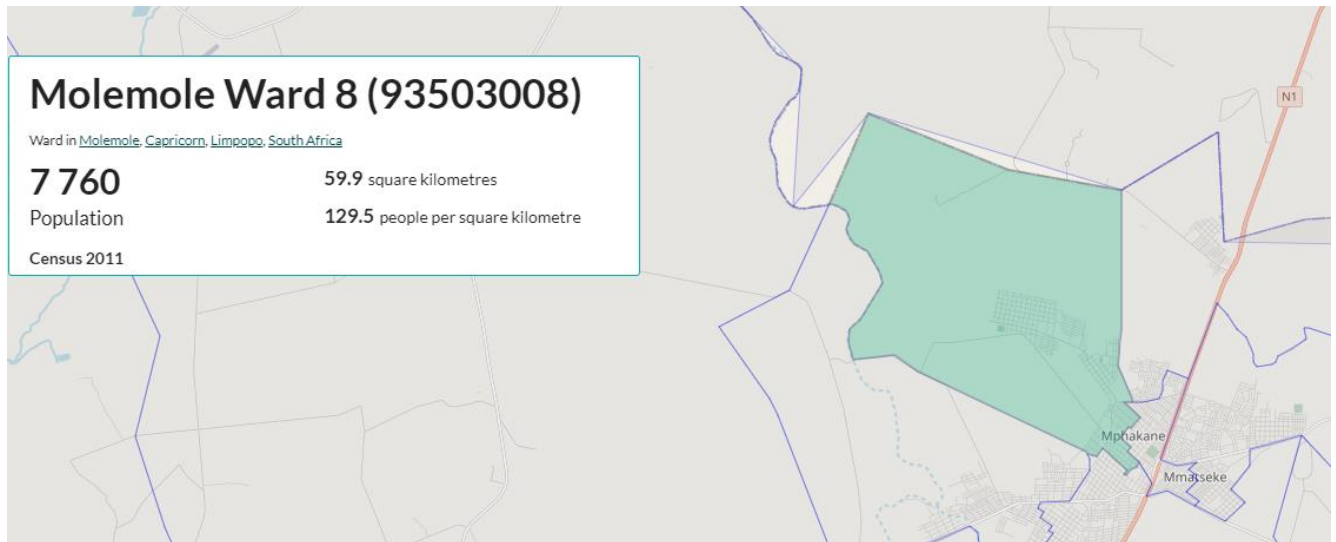 Molemole Ward 8 (93503008)
Ward in Molemole, Capricorn, Limpopo, South Africa
7 760
Population
59.9 square kilometres
129.5 people per square kilometre
Census 2011
N1
Mphakane
Mmatseke